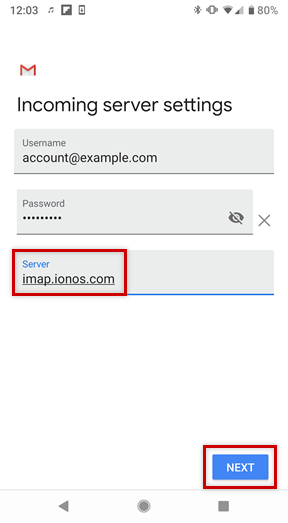 12:03 80%
Incoming server settings
Username
account@example.com
Password
•••••••••
Server
imap.ionos.com
NEXT